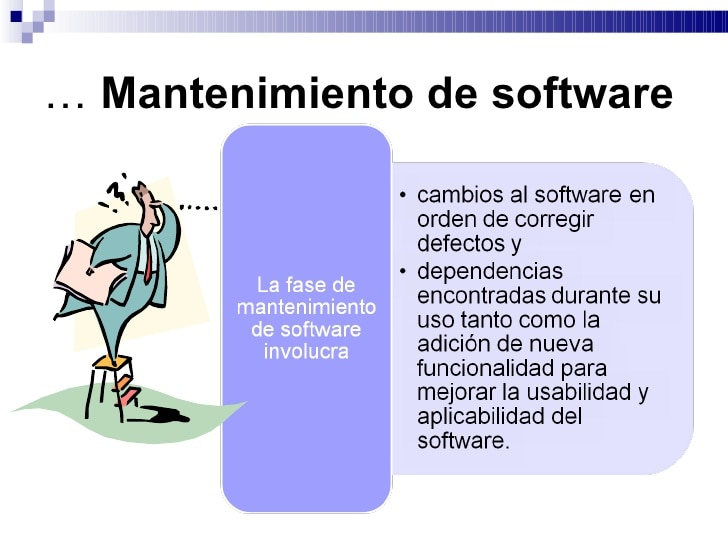 … Mantenimiento de software
La fase de
mantenimiento
de software
involucra
• cambios al software en
orden de corregir
defectos y
• dependencias
encontradas durante su
uso tanto como la
adición de nueva
funcionalidad para
mejorar la usabilidad y
aplicabilidad del
software.